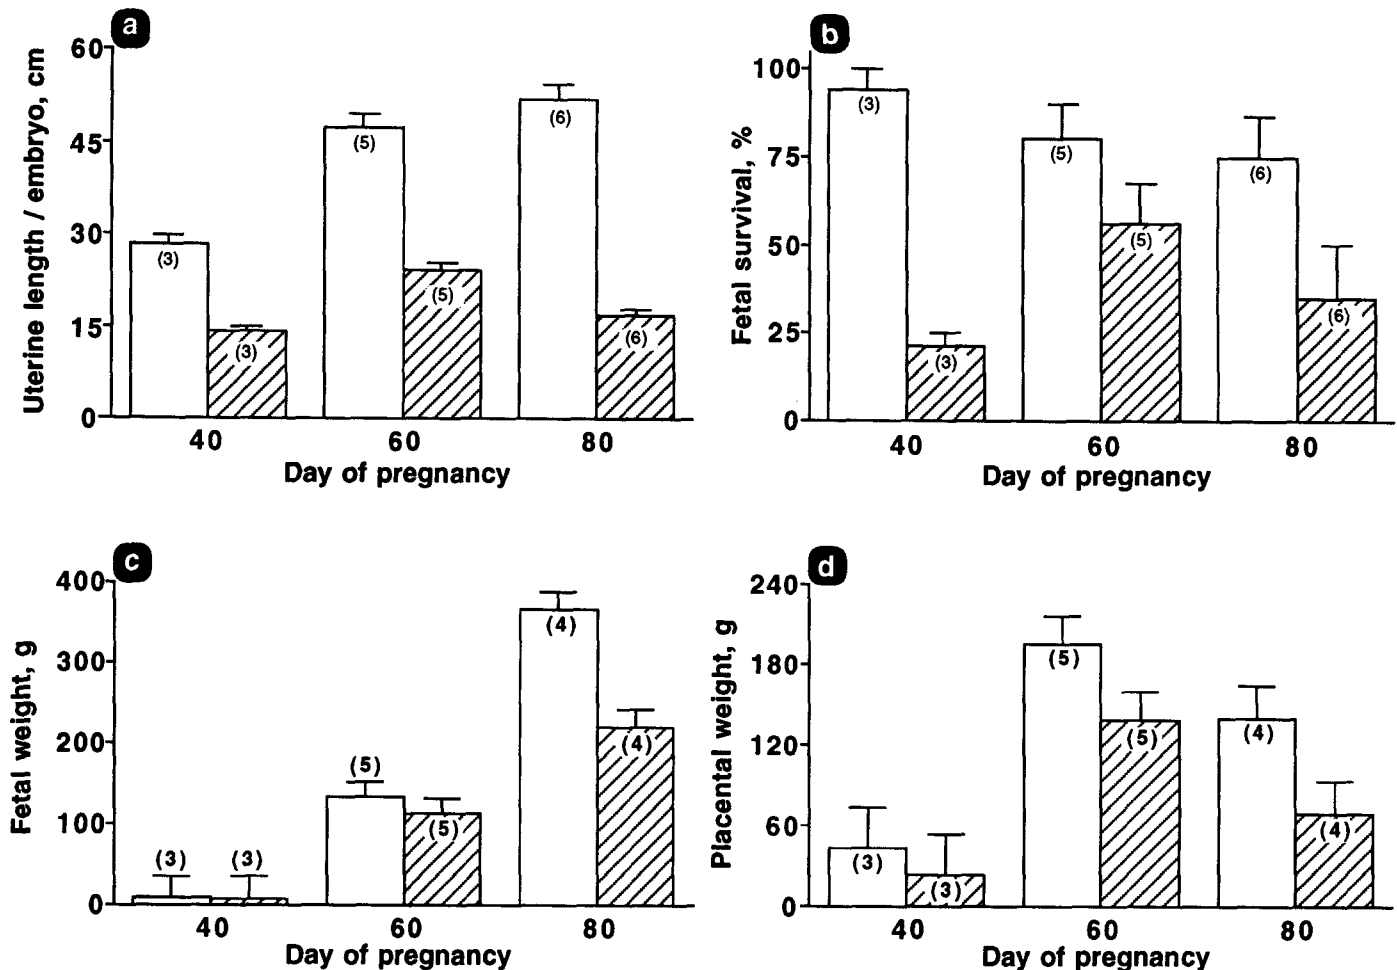 a
Uterine length / embryo, cm
60
45
30
15
0
(3)
(3)
(5)
(5)
(6)
(6)
40 60 80
Day of pregnancy
b
Fetal survival, %
100
75
50
25
0
(3)
(3)
(5)
(5)
(6)
(6)
40 60 80
Day of pregnancy
c
Fetal weight, g
400
300
200
100
0
(3)
(3)
(5)
(5)
(4)
(4)
40 60 80
Day of pregnancy
d
Placental weight, g
240
180
120
60
0
(3)
(3)
(5)
(5)
(4)
(4)
40 60 80
Day of pregnancy